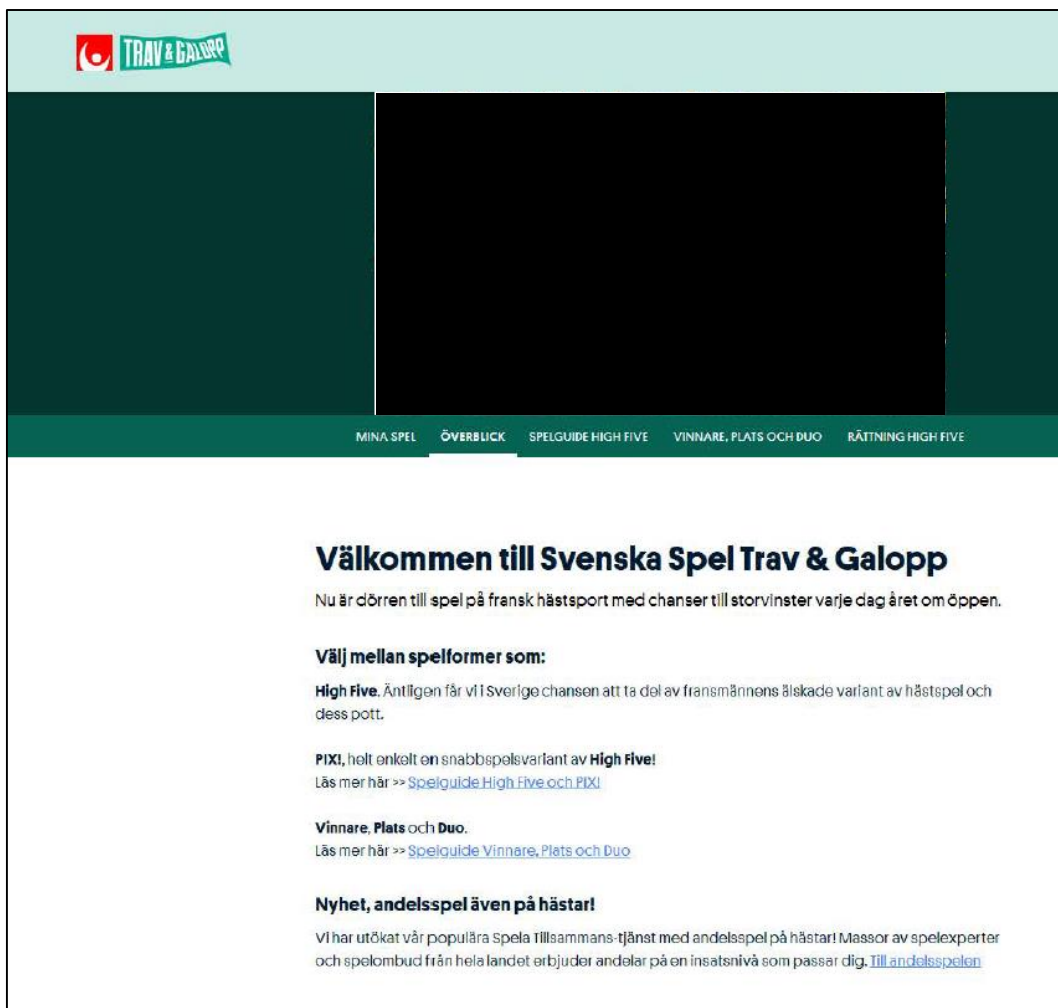 TRAV & GALOPP
MINA SPEL ÖVERBLICK SPELGUIDE HIGH FIVE VINNARE, PLATS OCH DUO RÄTTNING HIGH FIVE
Välkommen till Svenska Spel Trav & Galopp
Nu är dörren till spel på fransk hästsport med chanser till storvinster varje dag året om öppen.
Välj mellan spelformer som:
High Five. Äntligen får vi i Sverige chansen att ta del av fransmännens älskade variant av hästspel och
dess pott.
PIX!, helt enkelt en snabbspelsvariant av High Five!
Läs mer här >> Spelguide High Five och PIX!
Vinnare, Plats och Duo.
Läs mer här >> Spelguide Vinnare, Plats och Duo
Nyhet, andelsspel även på hästar!
Vi har utökat vår populära Spela Tillsammans-tjänst med andelsspel på hästar! Massor av spelexperter
och spelombud från hela landet erbjuder andelar på en insatsnivå som passar dig. Till andelsspelen